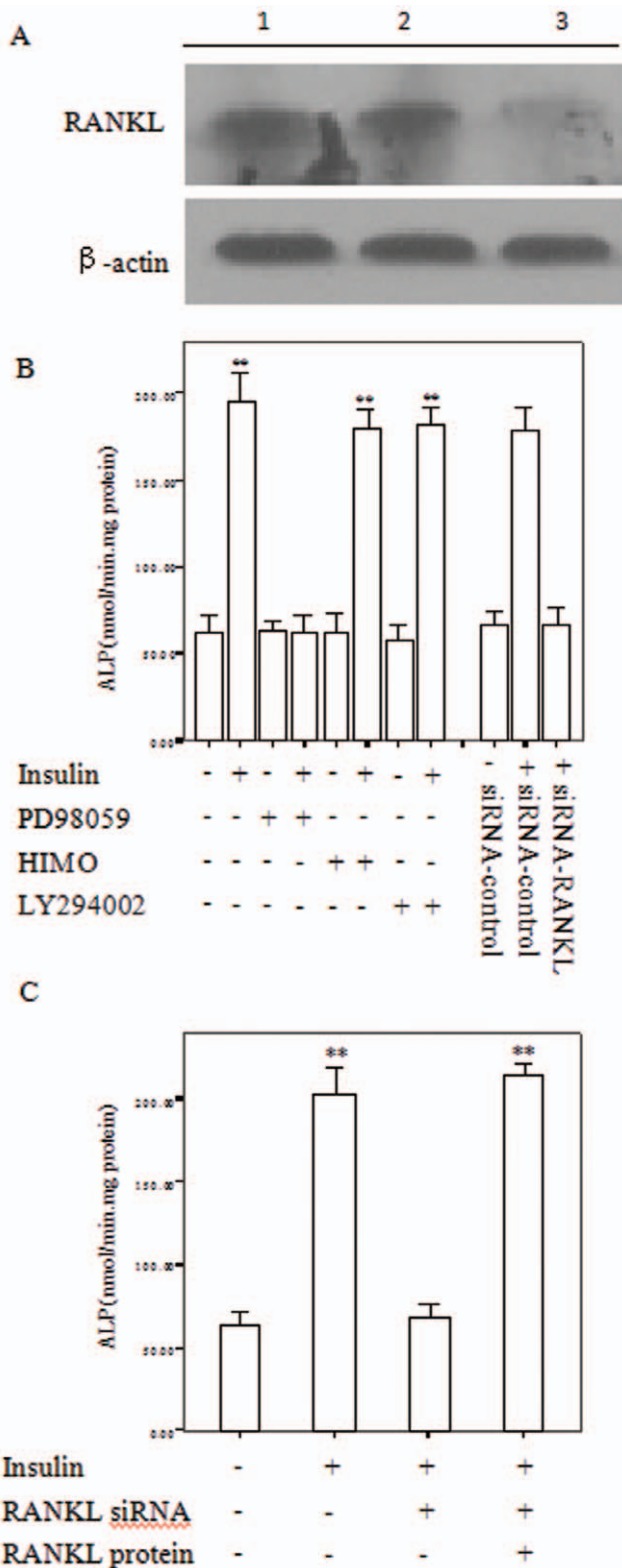 A
1 2 3
RANKL
β-actin
B
**
** **
200.00
150.00
100.00
50.00
0.00
ALP(nmol/min.mg protein)
Insulin - + - + - + - +
PD98059 - - + + - - - -
HIMO - - - - + + - -
LY294002 - - - - - - + +
- siRNA-control
+ siRNA-control
+ siRNA-RANKL
C
** **
200.00
150.00
100.00
50.00
0.00
ALP(nmol/min.mg protein)
Insulin - + + +
RANKL siRNA - - + +
RANKL protein - - - +